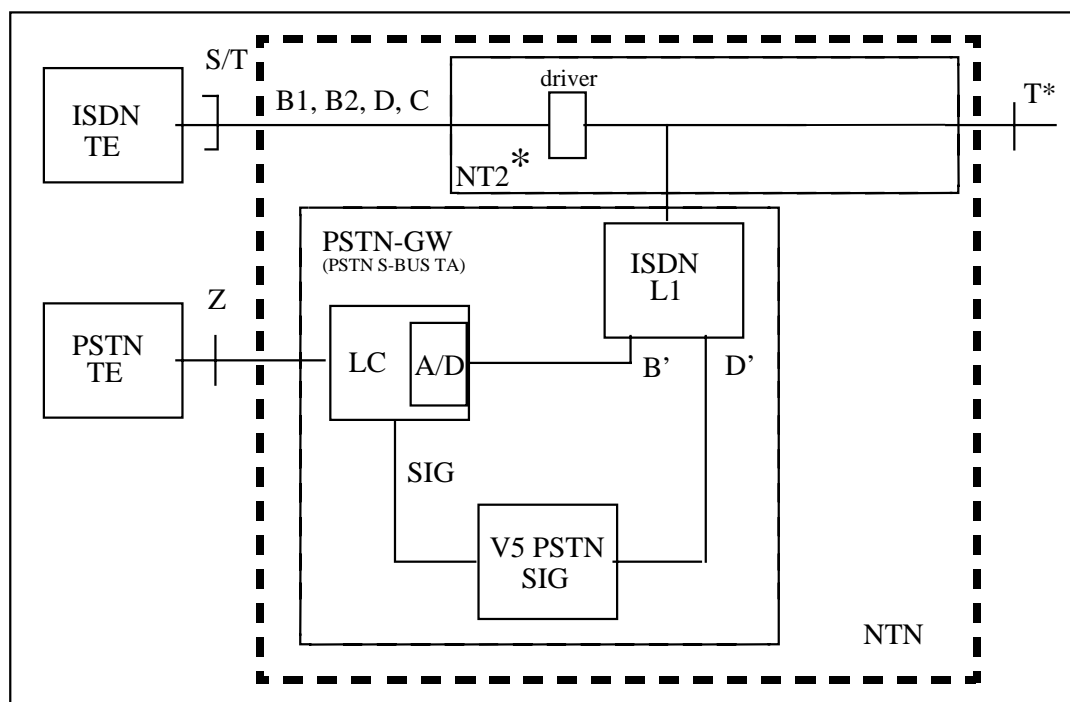 S/T
driver
ISDN
TE
B1, B2, D, C
T*
NT2*
PSTN-GW
(PSTN S-BUS TA)
ISDN
L1
Z
PSTN
TE
LC
A/D
B’
D’
SIG
V5 PSTN
SIG
NTN